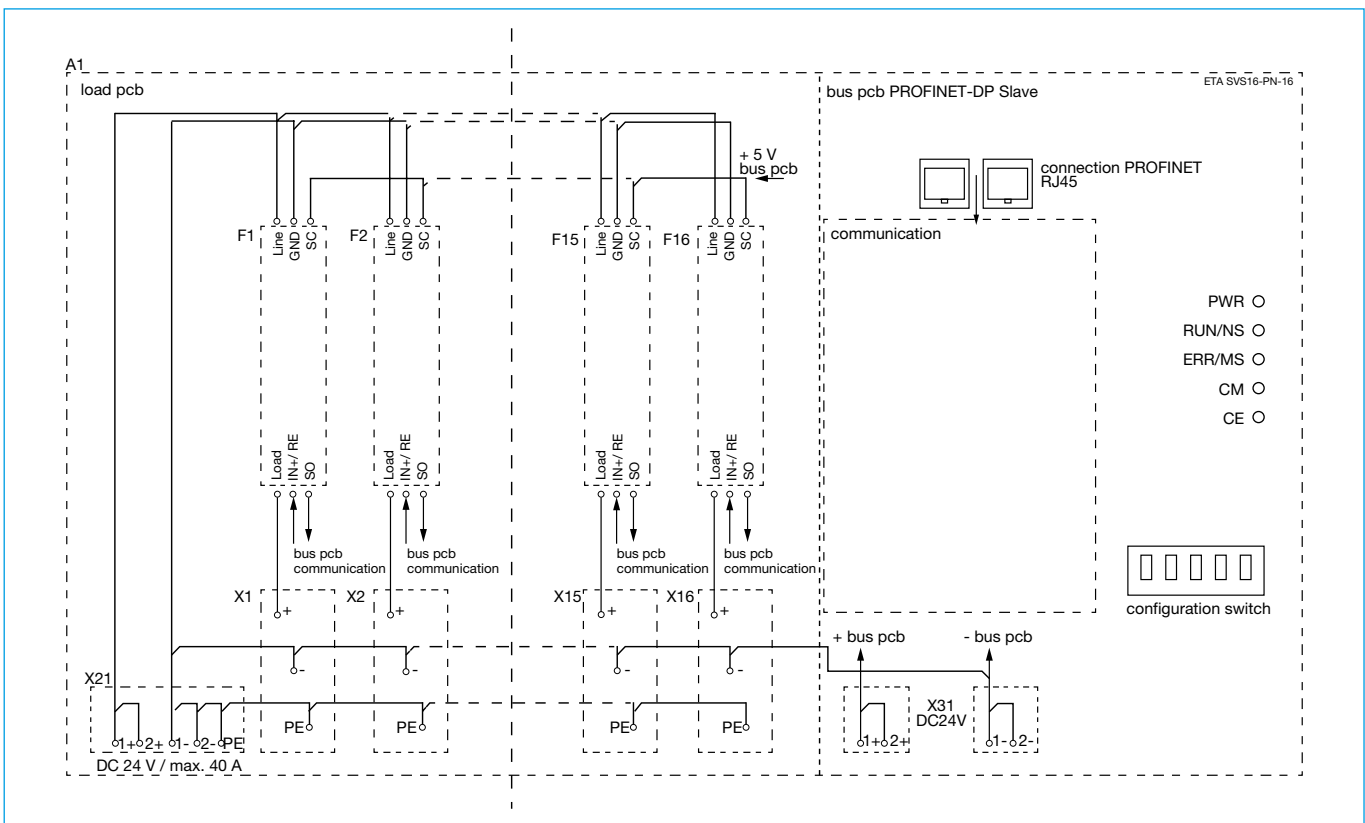 A1
load pcb
bus pcb PROFINET-DP Slave
ETA SVS16-PN-16
+ 5 V
bus pcb
connection PROFINET
RJ45
F1
Line
GND
SC
F2
Line
GND
SC
F15
Line
GND
SC
F16
Line
GND
SC
communication
PWR
RUN/NS
ERR/MS
CM
CE
Load
IN+/ RE
SO
Load
IN+/ RE
SO
Load
IN+/ RE
SO
Load
IN+/ RE
SO
bus pcb
communication
bus pcb
communication
bus pcb
communication
bus pcb
communication
X1
+
X2
+
X15
+
X16
+
configuration switch
+ bus pcb
- bus pcb
-
-
-
-
X21
X31
DC24V
PE
PE
PE
PE
1+ 2+ 1- 2- PE
1+ 2+
1- 2-
DC 24 V / max. 40 A